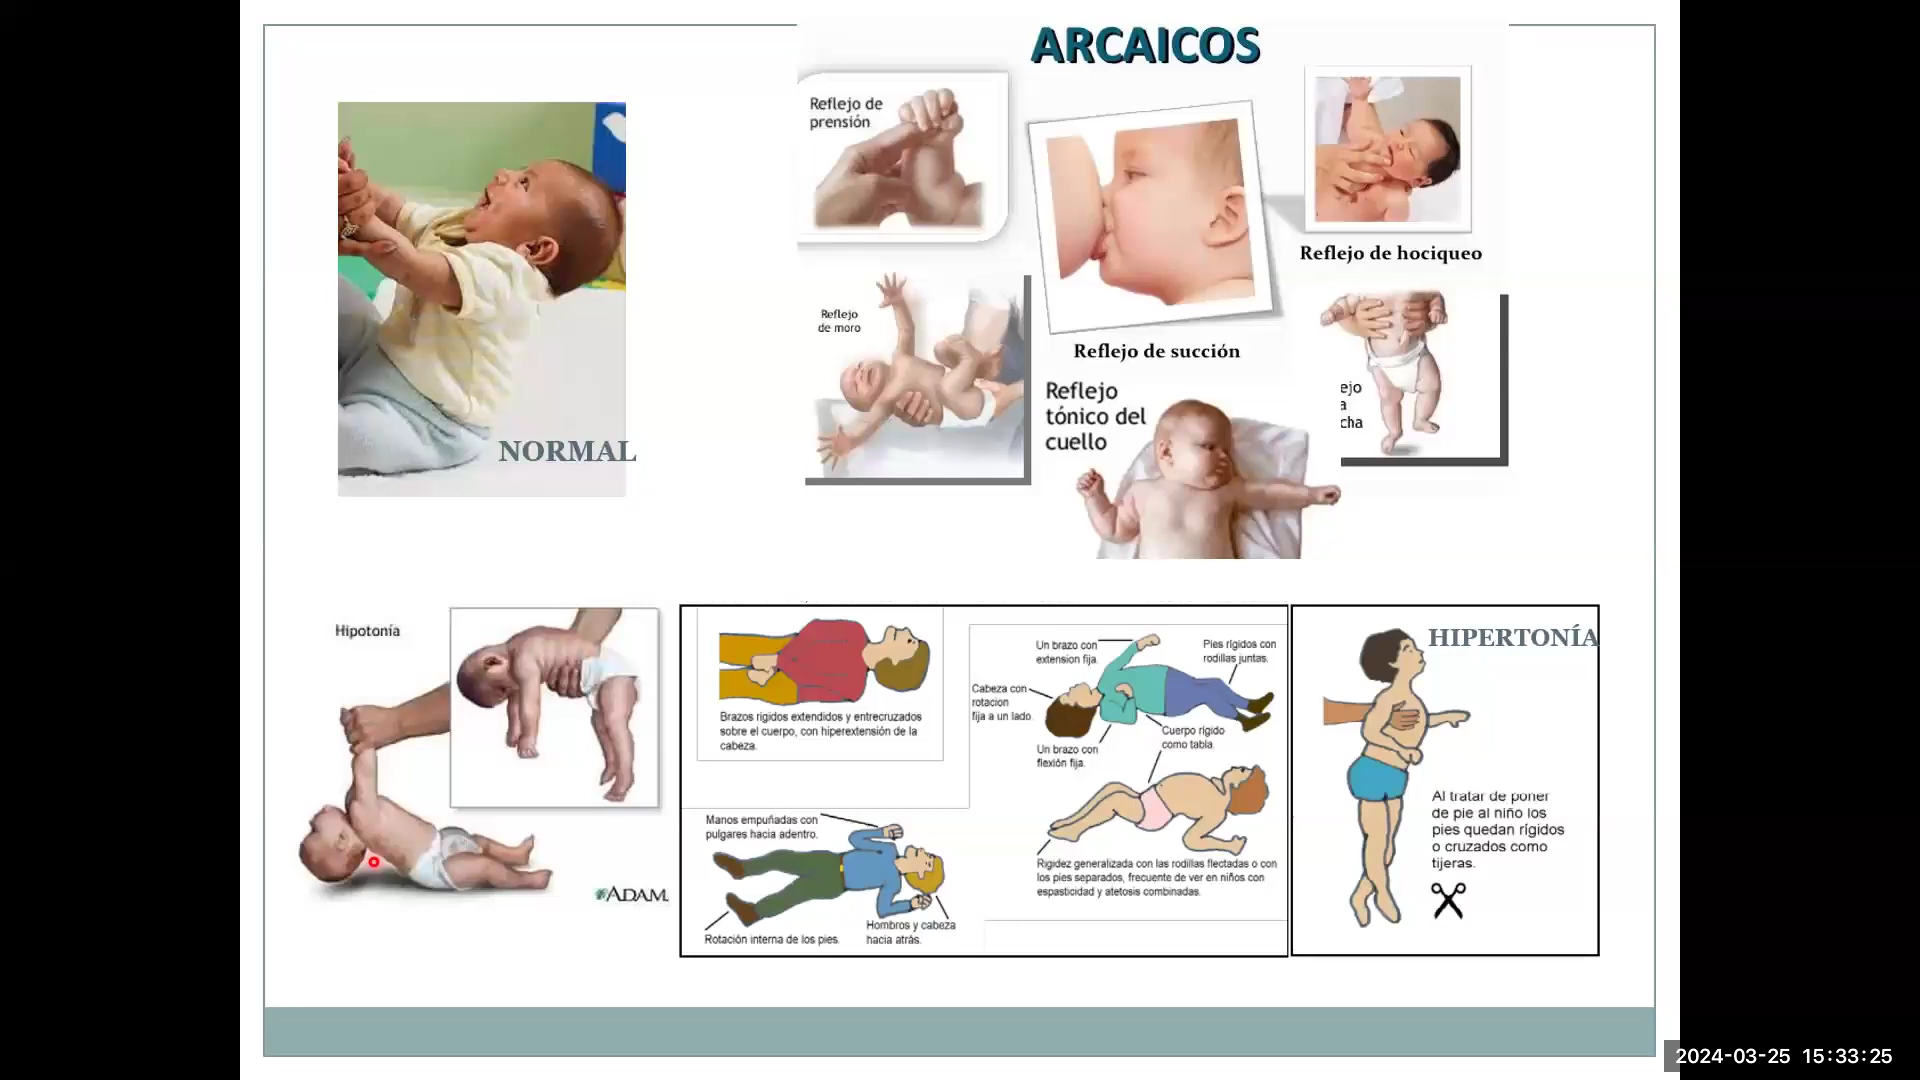 ARCAICOS
Reflejo de
prensión
Reflejo de hociqueo
Reflejo
de moro
Reflejo de succión
Reflejo
tónico del
cuello
ejo
a
cha
NORMAL
Hipotonía
ADAM.
Brazos rigidos extendidos y entrecruzados
sobre el cuerpo, con hiperextensión de la
cabeza.
Un brazo con
extension fija.
Pies rígidos con
rodillas juntas.
Cabeza con
rotacion
fija a un lado.
Un brazo con
flexión fija.
Cuerpo rígido
como tabla.
Manos empuñadas con
pulgares hacia adentro.
Rotación interna de los pies.
Hombros y cabeza
hacia atrás.
Rigidez generalizada con las rodillas flectadas o con
los pies separados, frecuente de ver en niños con
espasticidad y atetosis combinadas.
HIPERTONÍA
Al tratar de poner
de pie al niño los
pies quedan rígidos
o cruzados como
tijeras.
2024-03-25 15:33:25